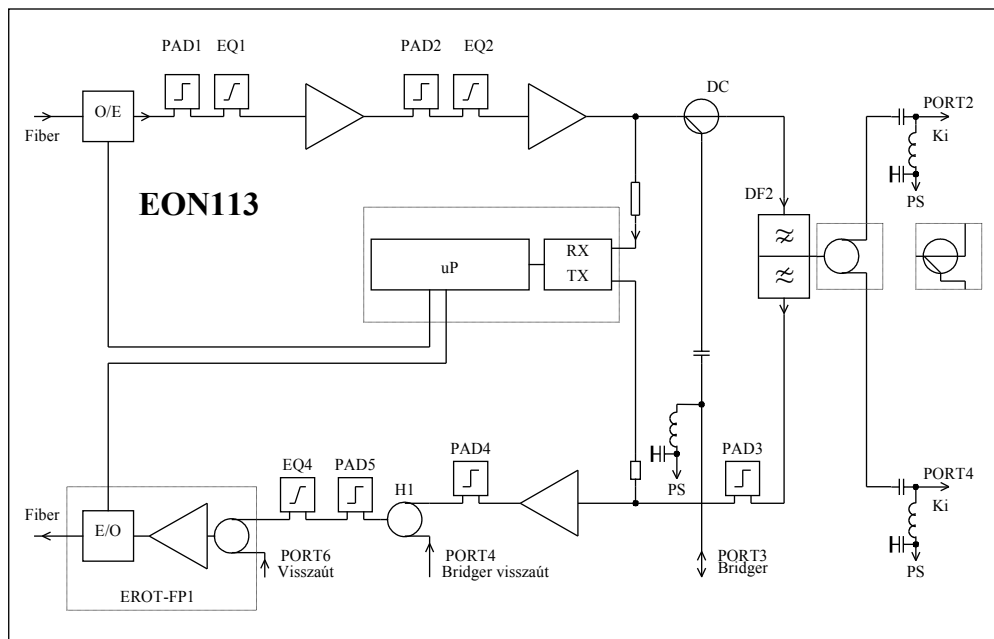 PAD1 EQ1
PAD2 EQ2
DC
O/E
Fiber
PORT2
Ki
PS
EON113
DF2
uP
RX
TX
PAD4
PAD3
PS
EQ4
PAD5
H1
PORT4
Ki
PS
Fiber
E/O
PORT6
Visszaút
PORT4
Bridger visszaút
PORT3
Bridger
EROT-FP1